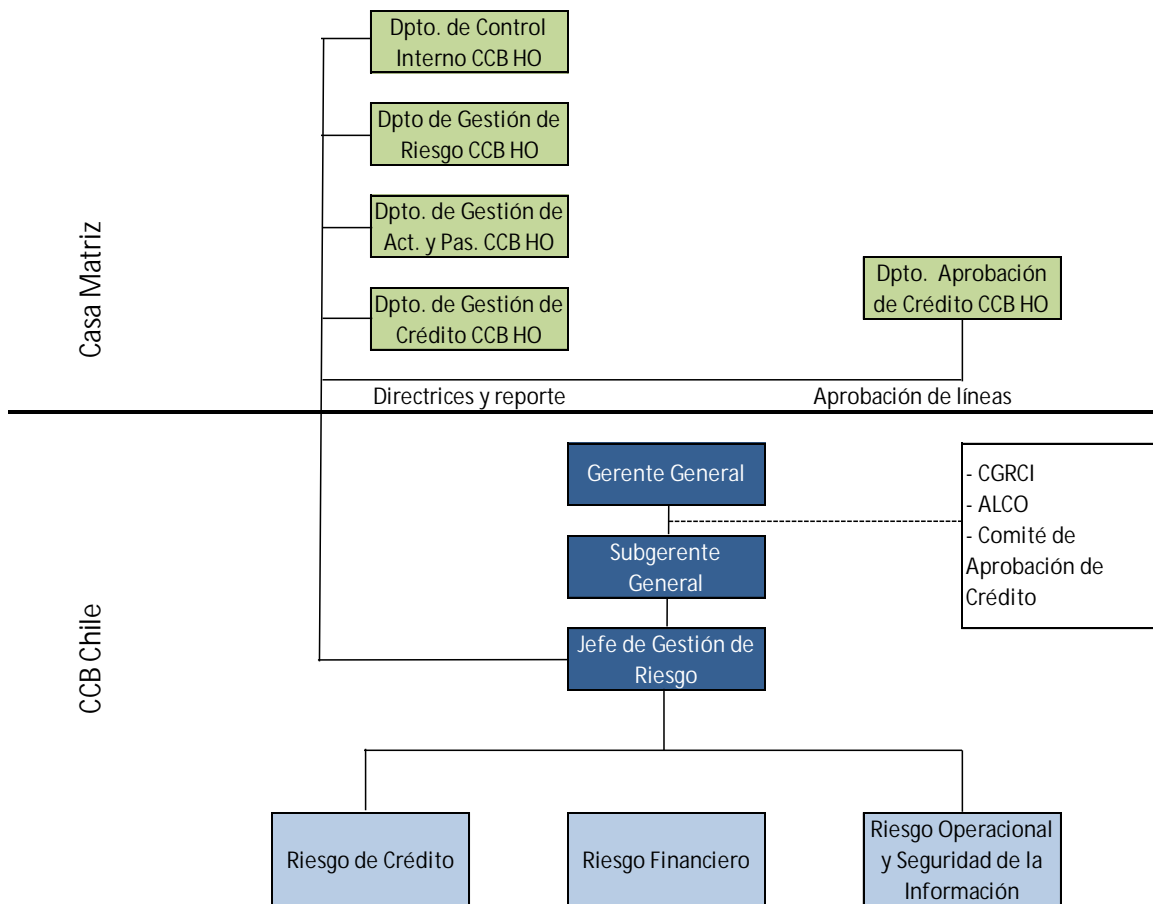 Dpto. de Control
Interno CCB HO
Dpto de Gestión de
Riesgo CCB HO
Dpto. de Gestión de
Act. y Pas. CCB HO
Dpto. de Gestión de
Crédito CCB HO
Dpto. Aprobación
de Crédito CCB HO
Casa Matriz
Directrices y reporte
Aprobación de líneas
Gerente General
- CGRCI
- ALCO
- Comité de
Aprobación de
Crédito
Subgerente
General
Jefe de Gestión de
Riesgo
CCB Chile
Riesgo de Crédito
Riesgo Financiero
Riesgo Operacional
y Seguridad de la
Información